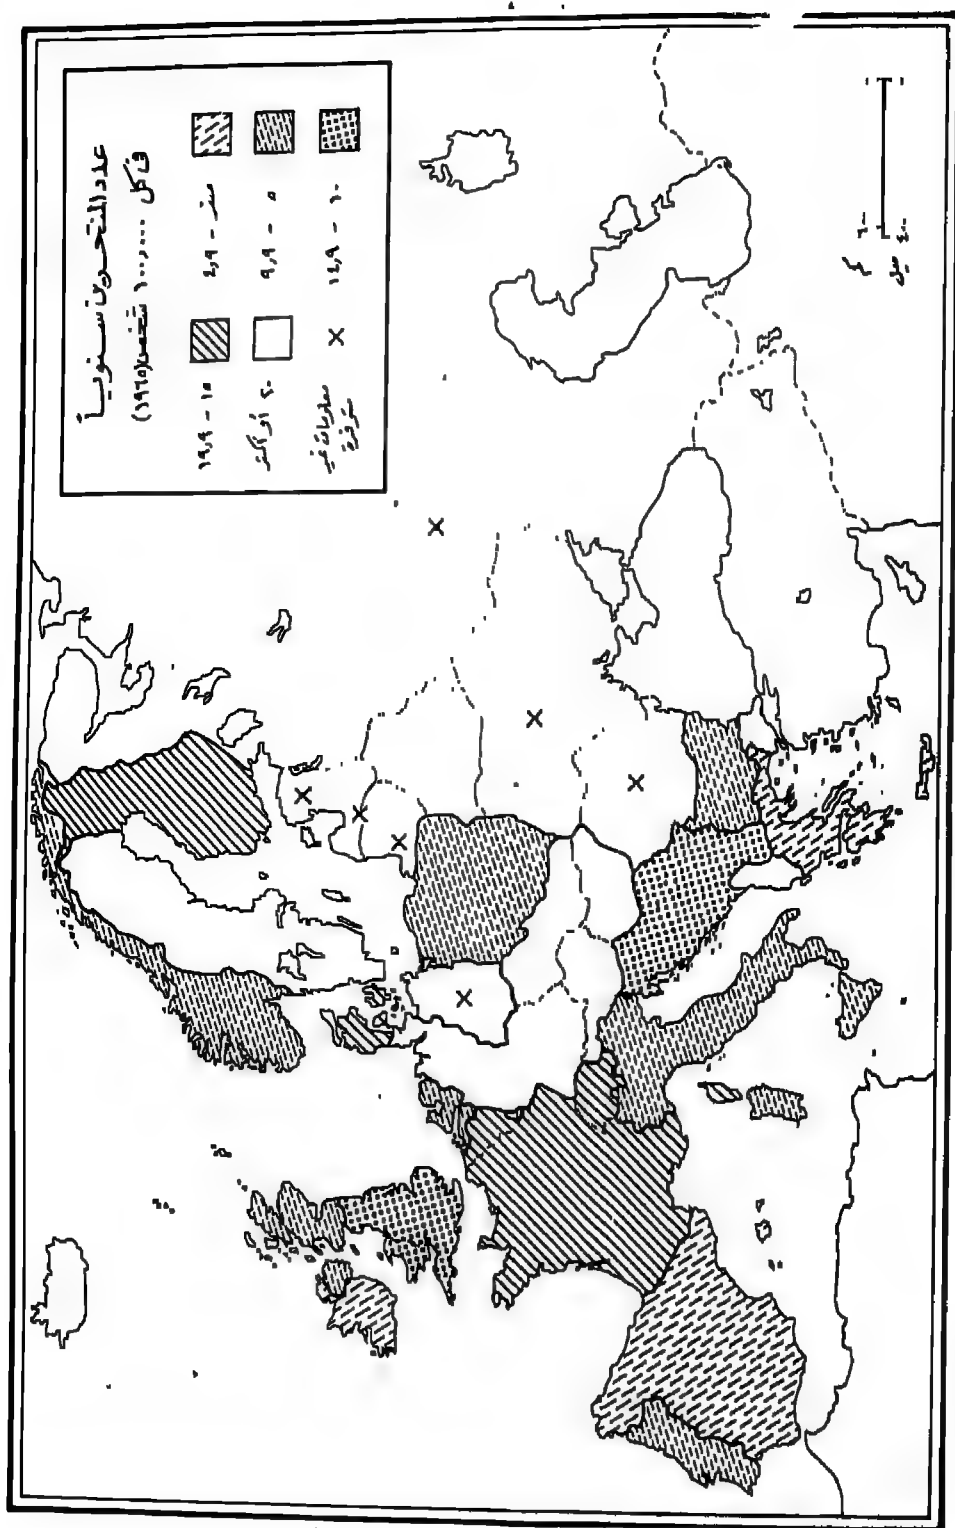 عدد المنتحرين سنوياً
في كل ١٠٠,٠٠٠ شخص (١٩٦٥)
صفر - ٤,٩
٥ - ٩,٩
١٠ - ١٤,٩
١٥ - ١٩,٩
٢٠ أو أكثر
معلومات غير
متوفرة
ميل